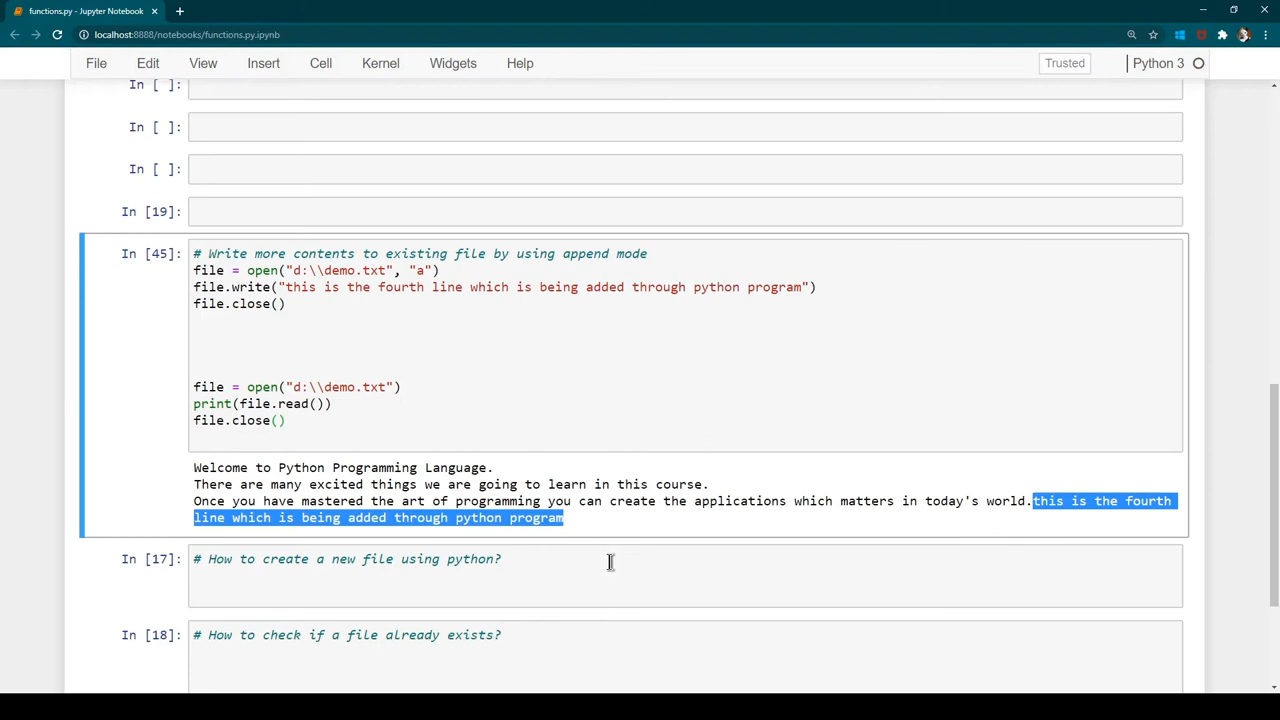 functions.py - Jupyter Notebook
localhost:8888/notebooks/functions.py.ipynb
File Edit View Insert Cell Kernel Widgets Help Trusted Python 3
In [ ]:
In [ ]:
In [ ]:
In [19]:
In [45]: # Write more contents to existing file by using append mode
file = open("d:\\demo.txt", "a")
file.write("this is the fourth line which is being added through python program")
file.close()
file = open("d:\\demo.txt")
print(file.read())
file.close()
Welcome to Python Programming Language.
There are many excited things we are going to learn in this course.
Once you have mastered the art of programming you can create the applications which matters in today's world.this is the fourth
line which is being added through python program
In [17]: # How to create a new file using python?
In [18]: # How to check if a file already exists?